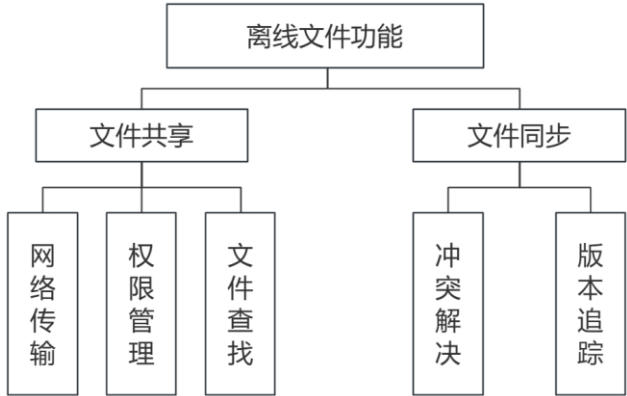 离线文件功能
文件共享
文件同步
网络传输
权限管理
文件查找
冲突解决
版本追踪